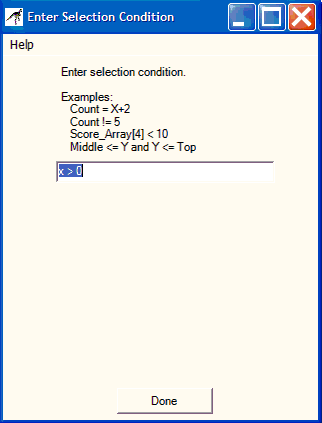 Enter Selection Condition
Help
Enter selection condition.
Examples:
Count = X+2
Count != 5
Score_Array[4] < 10
Middle <= Y and Y <= Top
x > 0
Done